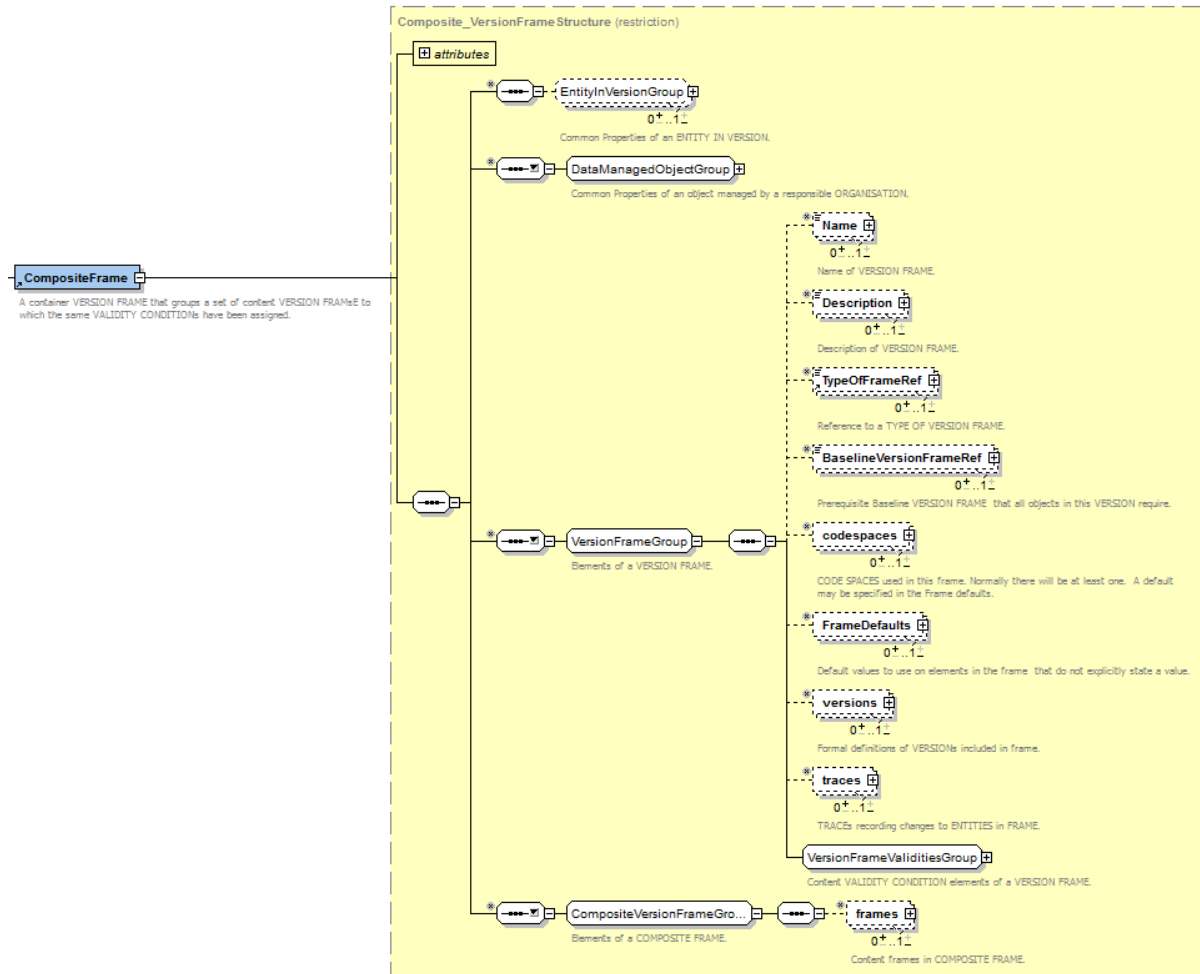 Composite_VersionFrameStructure (restriction)
attributes
EntityInVersionGroup
0..1
Common Properties of an ENTITY IN VERSION.
DataManagedObjectGroup
Common Properties of an object managed by a responsible ORGANISATION.
Name
0..1
Name of VERSION FRAME.
CompositeFrame
A container VERSION FRAME that groups a set of content VERSION FRAMsE to
which the same VALIDITY CONDITIONs have been assigned.
Description
0..1
Description of VERSION FRAME.
TypeOfFrameRef
0..1
Reference to a TYPE OF VERSION FRAME.
BaselineVersionFrameRef
0..1
Prerequisite Baseline VERSION FRAME that all objects in this VERSION require.
codespaces
0..1
CODE SPACES used in this frame. Normally there will be at least one. A default
may be specified in the Frame defaults.
VersionFrameGroup
Elements of a VERSION FRAME.
FrameDefaults
0..1
Default values to use on elements in the frame that do not explicitly state a value.
versions
0..1
Formal definitions of VERSIONs included in frame.
traces
0..1
TRACEs recording changes to ENTITIES in FRAME.
VersionFrameValiditiesGroup
Content VALIDITY CONDITION elements of a VERSION FRAME.
CompositeVersionFrameGro...
Elements of a COMPOSITE FRAME.
frames
0..1
Content frames in COMPOSITE FRAME.